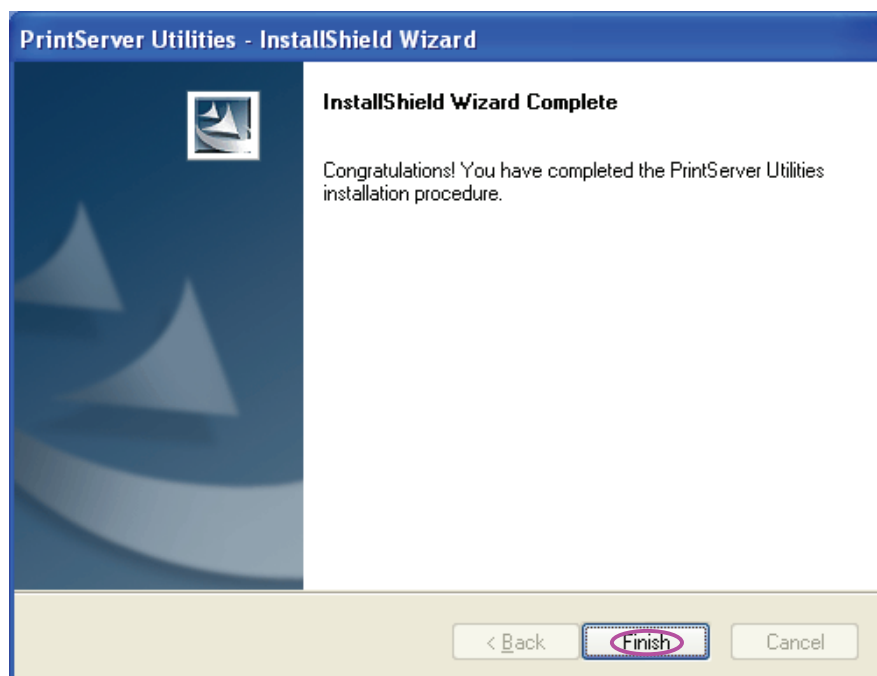 PrintServer Utilities - InstallShield Wizard
InstallShield Wizard Complete
Congratulations! You have completed the PrintServer Utilities
installation procedure.
< Back Finish Cancel